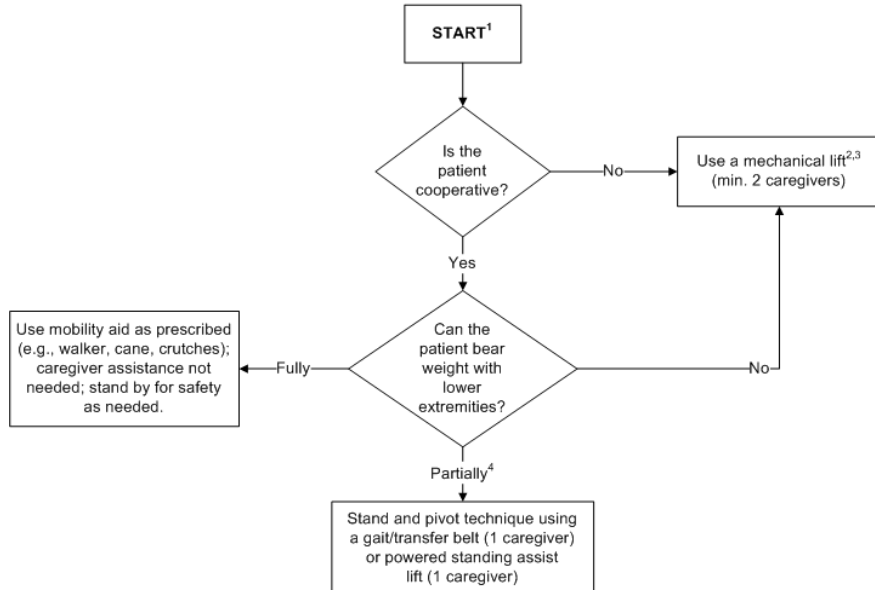 START¹
Is the
patient
cooperative?
No
Use a mechanical lift²,³
(min. 2 caregivers)
Yes
Can the
patient bear
weight with
lower
extremities?
Fully
Use mobility aid as prescribed
(e.g., walker, cane, crutches);
caregiver assistance not
needed; stand by for safety
as needed.
No
Partially⁴
Stand and pivot technique using
a gait/transfer belt (1 caregiver)
or powered standing assist
lift (1 caregiver)